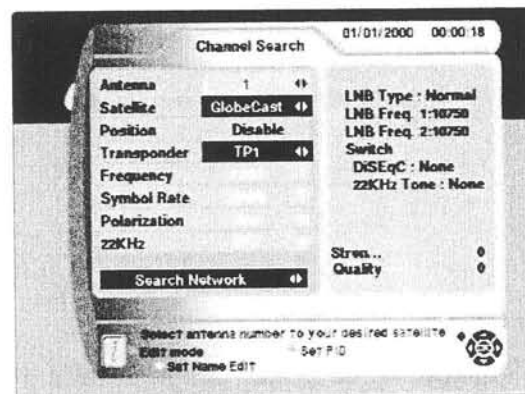 Channel Search
01/01/2000 00:00:18
Antenna 1
Satellite GlobeCast
Position Disable
Transponder TP1
Frequency
Symbol Rate
Polarization
22KHz
Search Network
LNB Type : Normal
LNB Freq. 1:10750
LNB Freq. 2:10750
Switch
DiSEqC : None
22KHz Tone : None
Stren... 0
Quality 0
Select antenna number to your desired satellite
Edit mode Set PID
Sat Name Edit